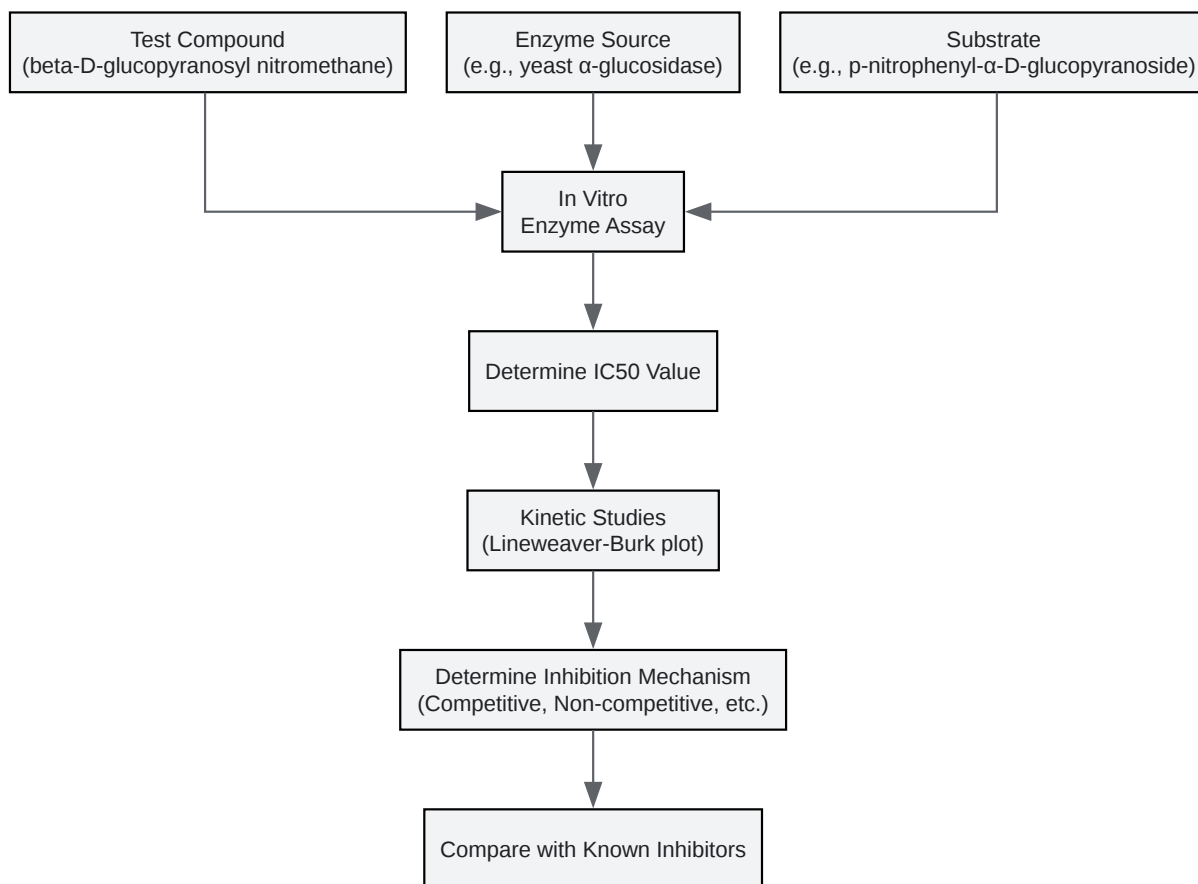 Test Compound
(beta-D-glucopyranosyl nitromethane)
Enzyme Source
(e.g., yeast α-glucosidase)
Substrate
(e.g., p-nitrophenyl-α-D-glucopyranoside)
In Vitro
Enzyme Assay
Determine IC50 Value
Kinetic Studies
(Lineweaver-Burk plot)
Determine Inhibition Mechanism
(Competitive, Non-competitive, etc.)
Compare with Known Inhibitors